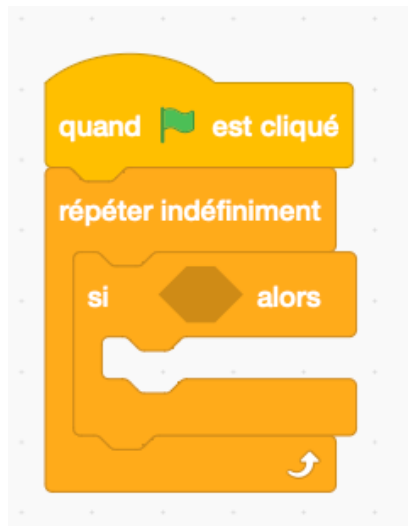 quand est cliqué
répéter indéfiniment
si alors